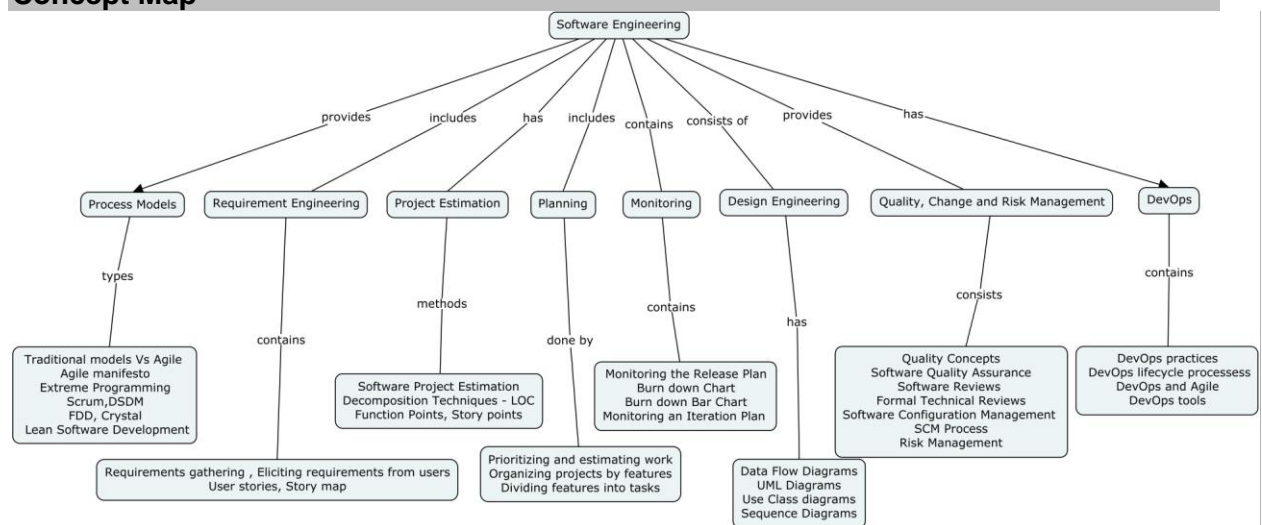 Concept Map
Software Engineering
provides
includes
has
includes
contains
consists of
provides
has
Process Models
Requirement Engineering
Project Estimation
Planning
Monitoring
Design Engineering
Quality, Change and Risk Management
DevOps
types
contains
methods
done by
contains
has
consists
contains
Traditional models Vs Agile
Agile manifesto
Extreme Programming
Scrum,DSDM
FDD, Crystal
Lean Software Development
Requirements gathering , Eliciting requirements from users
User stories, Story map
Software Project Estimation
Decomposition Techniques - LOC
Function Points, Story points
Prioritizing and estimating work
Organizing projects by features
Dividing features into tasks
Monitoring the Release Plan
Burn down Chart
Burn down Bar Chart
Monitoring an Iteration Plan
Data Flow Diagrams
UML Diagrams
Use Class diagrams
Sequence Diagrams
Quality Concepts
Software Quality Assurance
Software Reviews
Formal Technical Reviews
Software Configuration Management
SCM Process
Risk Management
DevOps practices
DevOps lifecycle processess
DevOps and Agile
DevOps tools